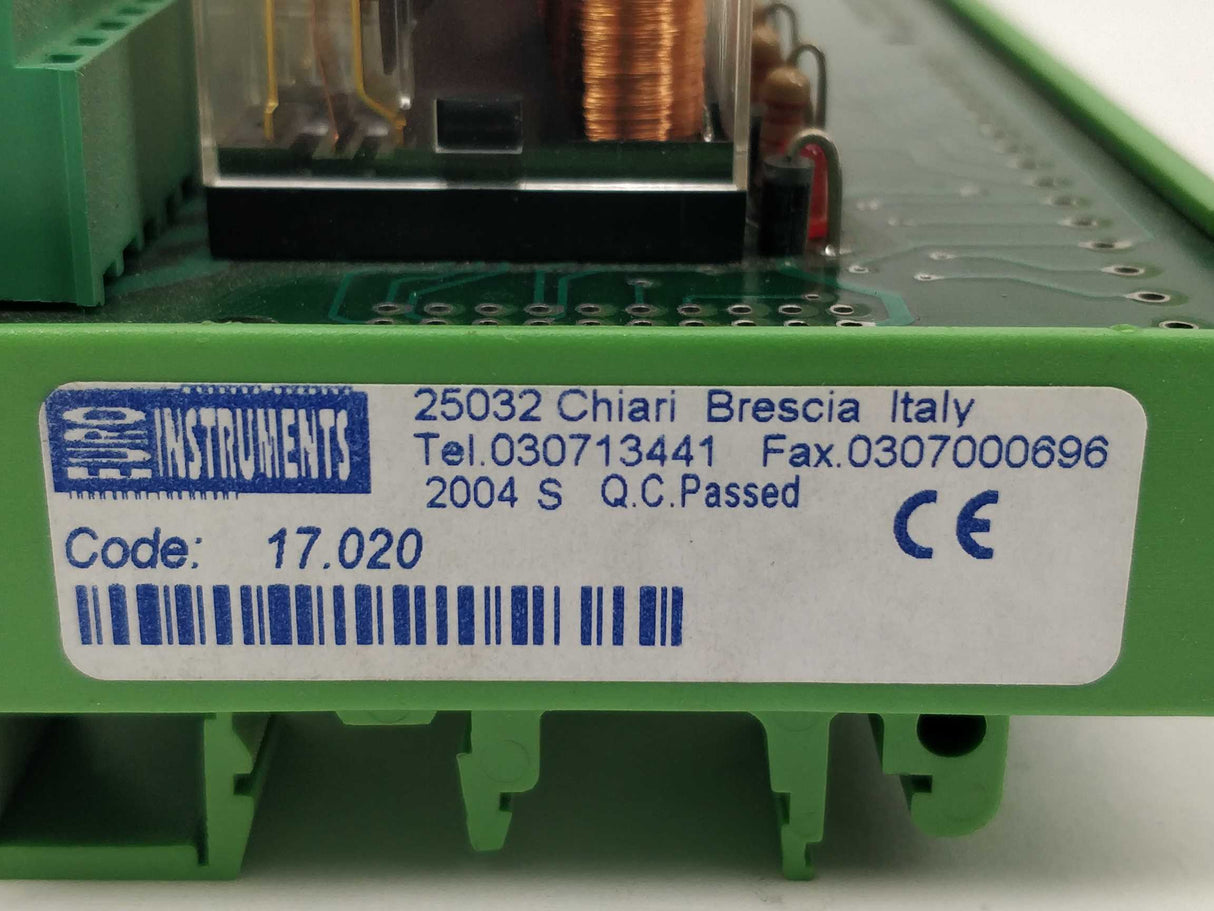 EURO INSTRUMENTS
25032 Chiari Brescia Italy
Tel.030713441 Fax.0307000696
2004 S Q.C.Passed
CE
Code: 17.020